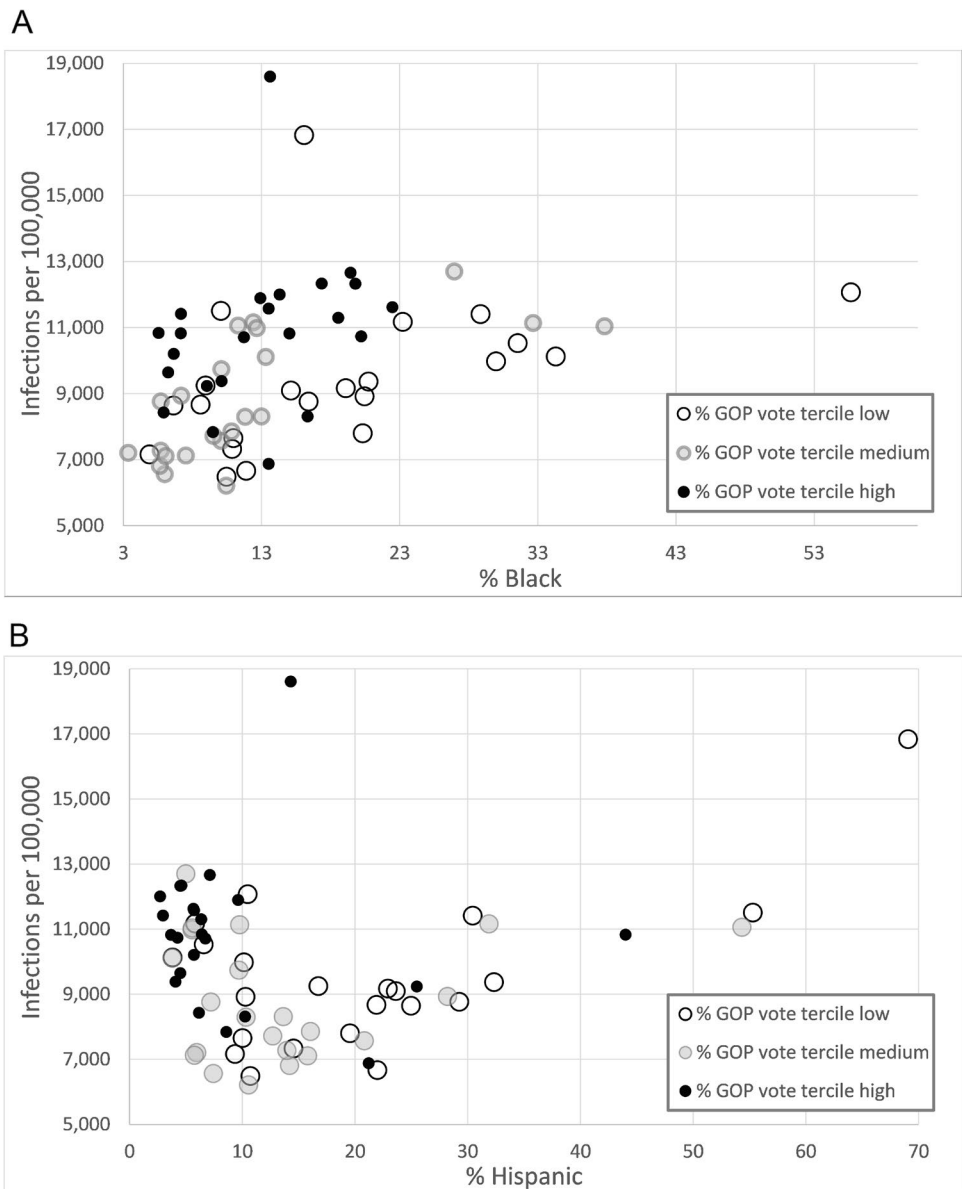 A
19,000
17,000
15,000
13,000
11,000
9,000
7,000
5,000
Infections per 100,000
% GOP vote tercile low
% GOP vote tercile medium
% GOP vote tercile high
3 13 23 33 43 53
% Black
B
19,000
17,000
15,000
13,000
11,000
9,000
7,000
5,000
Infections per 100,000
% GOP vote tercile low
% GOP vote tercile medium
% GOP vote tercile high
0 10 20 30 40 50 60 70
% Hispanic